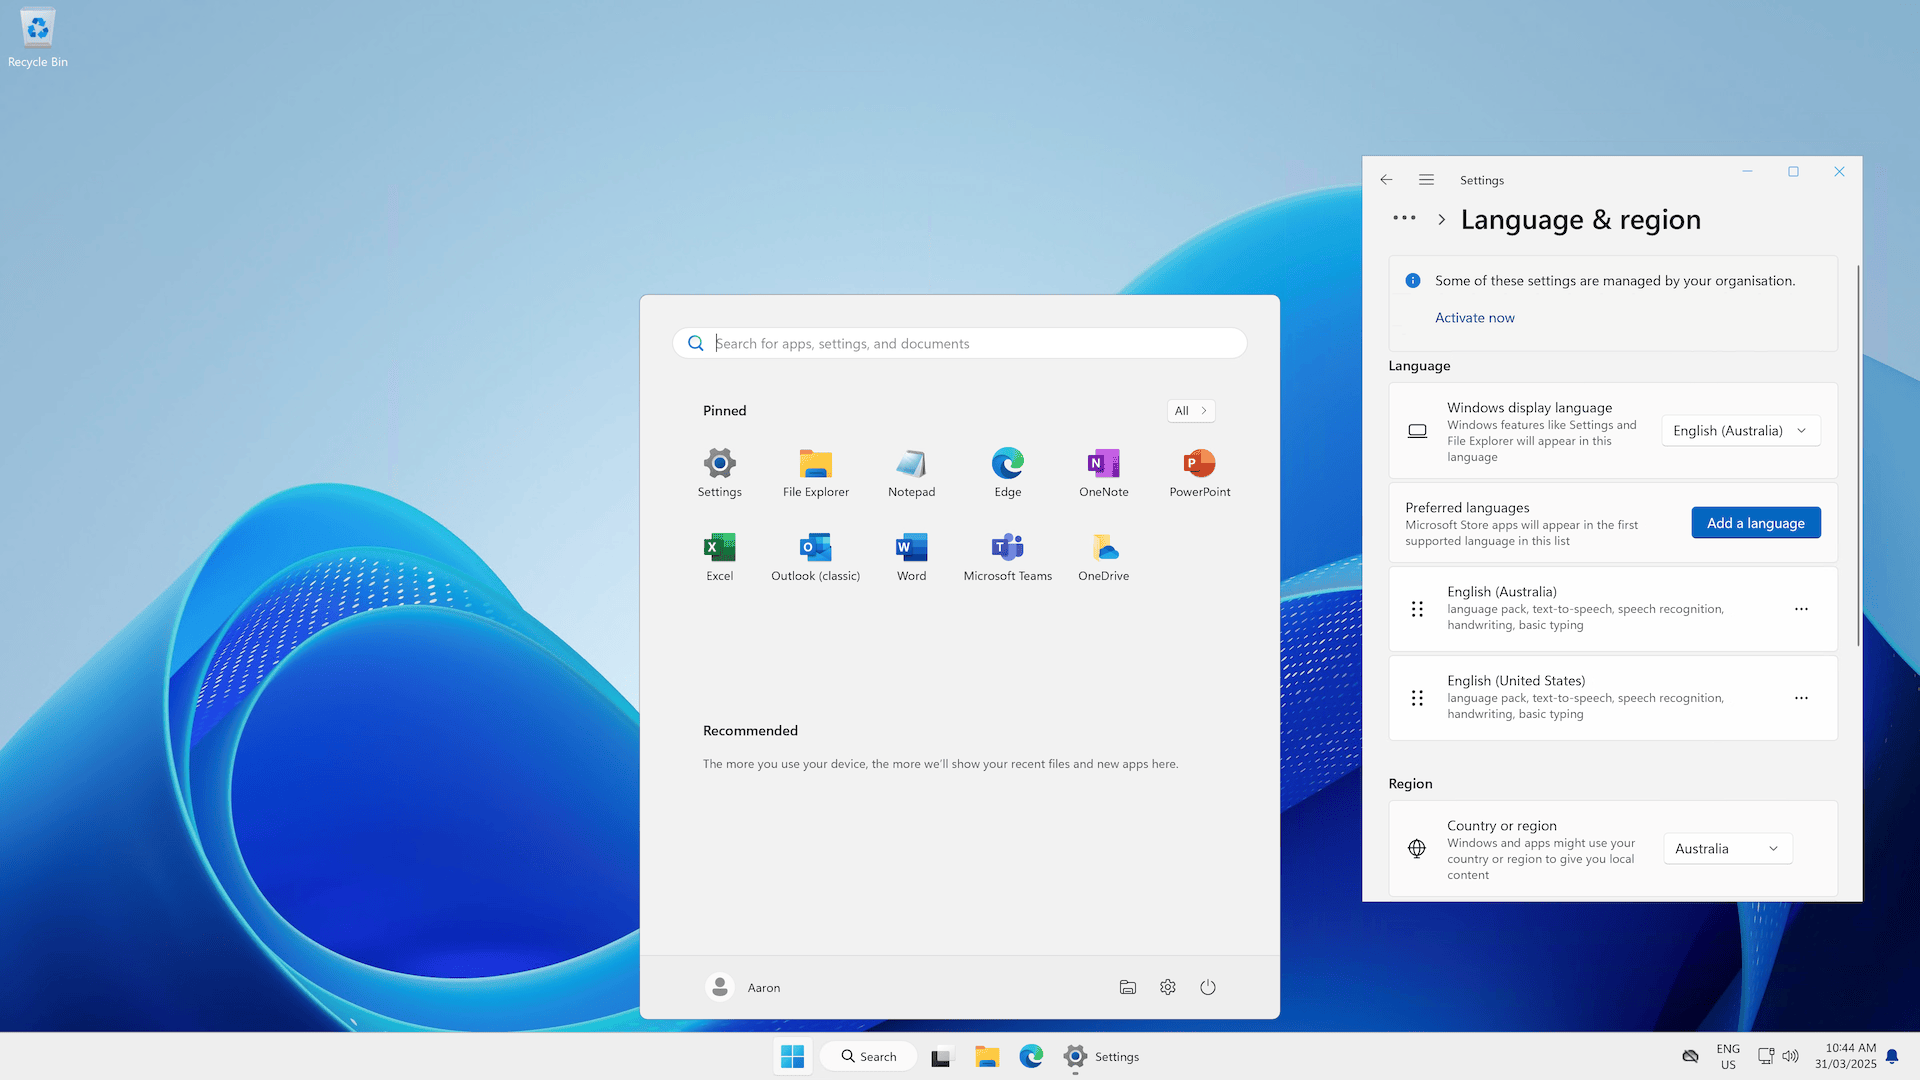 Recycle Bin
Search for apps, settings, and documents
Pinned
All
Settings
File Explorer
Notepad
Edge
OneNote
PowerPoint
Excel
Outlook (classic)
Word
Microsoft Teams
OneDrive
Recommended
The more you use your device, the more we'll show your recent files and new apps here.
Aaron
Settings
Language & region
Some of these settings are managed by your organisation.
Activate now
Language
Windows display language
Windows features like Settings and
File Explorer will appear in this
language
English (Australia)
Preferred languages
Microsoft Store apps will appear in the first
supported language in this list
Add a language
English (Australia)
language pack, text-to-speech, speech recognition,
handwriting, basic typing
English (United States)
language pack, text-to-speech, speech recognition,
handwriting, basic typing
Region
Country or region
Windows and apps might use your
country or region to give you local
content
Australia
Search
Settings
ENG
US
10:44 AM
31/03/2025